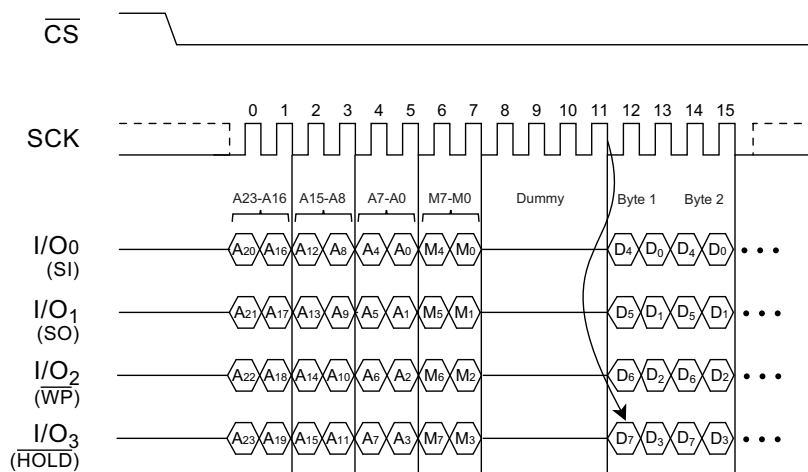 CS
SCK
0 1 2 3 4 5 6 7 8 9 10 11 12 13 14 15
A23-A16 A15-A8 A7-A0 M7-M0 Dummy Byte 1 Byte 2
I/O0 A20 A16 A12 A8 A4 A0 M4 M0 D4 D0 D4 D0 • • •
(SI)
I/O1 A21 A17 A13 A9 A5 A1 M5 M1 D5 D1 D5 D1 • • •
(SO)
I/O2 A22 A18 A14 A10 A6 A2 M6 M2 D6 D2 D6 D2 • • •
(WP)
I/O3 A23 A19 A15 A11 A7 A3 M7 M3 D7 D3 D7 D3 • • •
(HOLD)